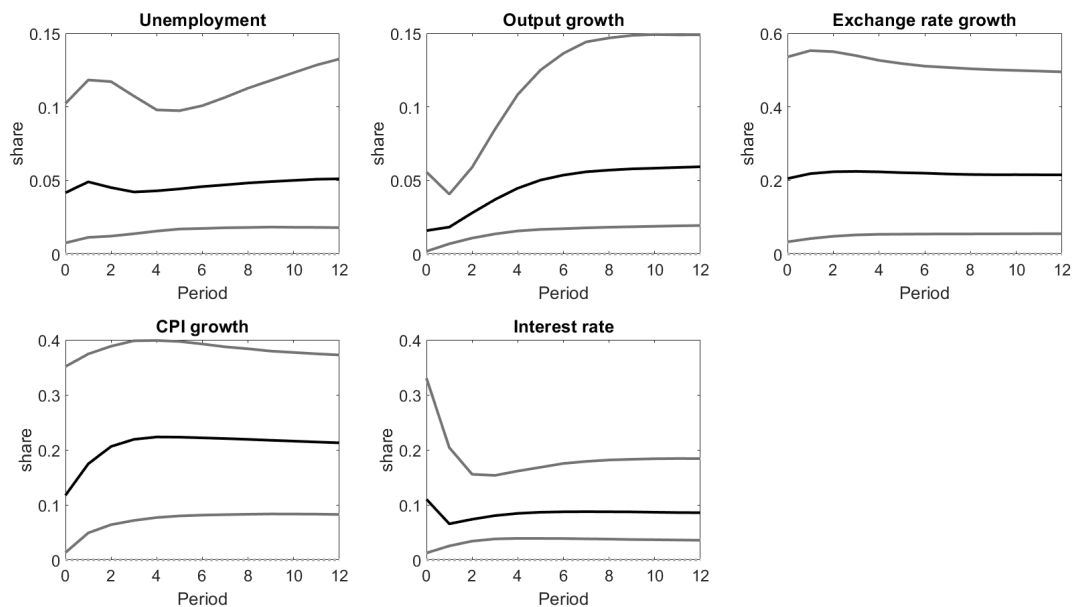 Unemployment
0.15
0.1
0.05
0
share
0 2 4 6 8 10 12
Period
Output growth
0.15
0.1
0.05
0
share
0 2 4 6 8 10 12
Period
Exchange rate growth
0.6
0.4
0.2
0
share
0 2 4 6 8 10 12
Period
CPI growth
0.4
0.3
0.2
0.1
0
share
0 2 4 6 8 10 12
Period
Interest rate
0.4
0.3
0.2
0.1
0
share
0 2 4 6 8 10 12
Period